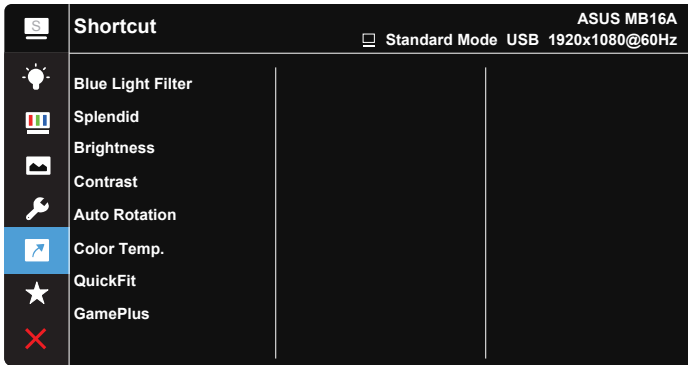 S
Shortcut
ASUS MB16A
Standard Mode USB 1920x1080@60Hz
Blue Light Filter
Splendid
Brightness
Contrast
Auto Rotation
Color Temp.
QuickFit
GamePlus